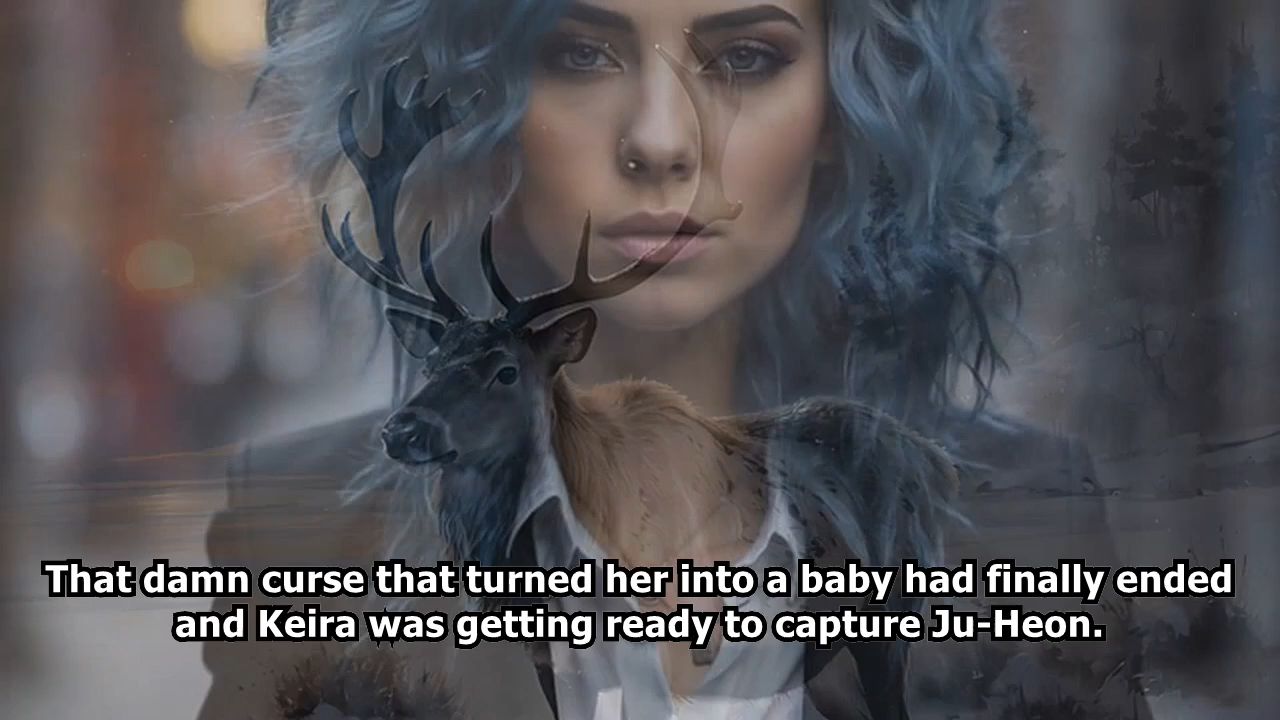 That damn curse that turned her into a baby had finally ended
and Keira was getting ready to capture Ju-Heon.